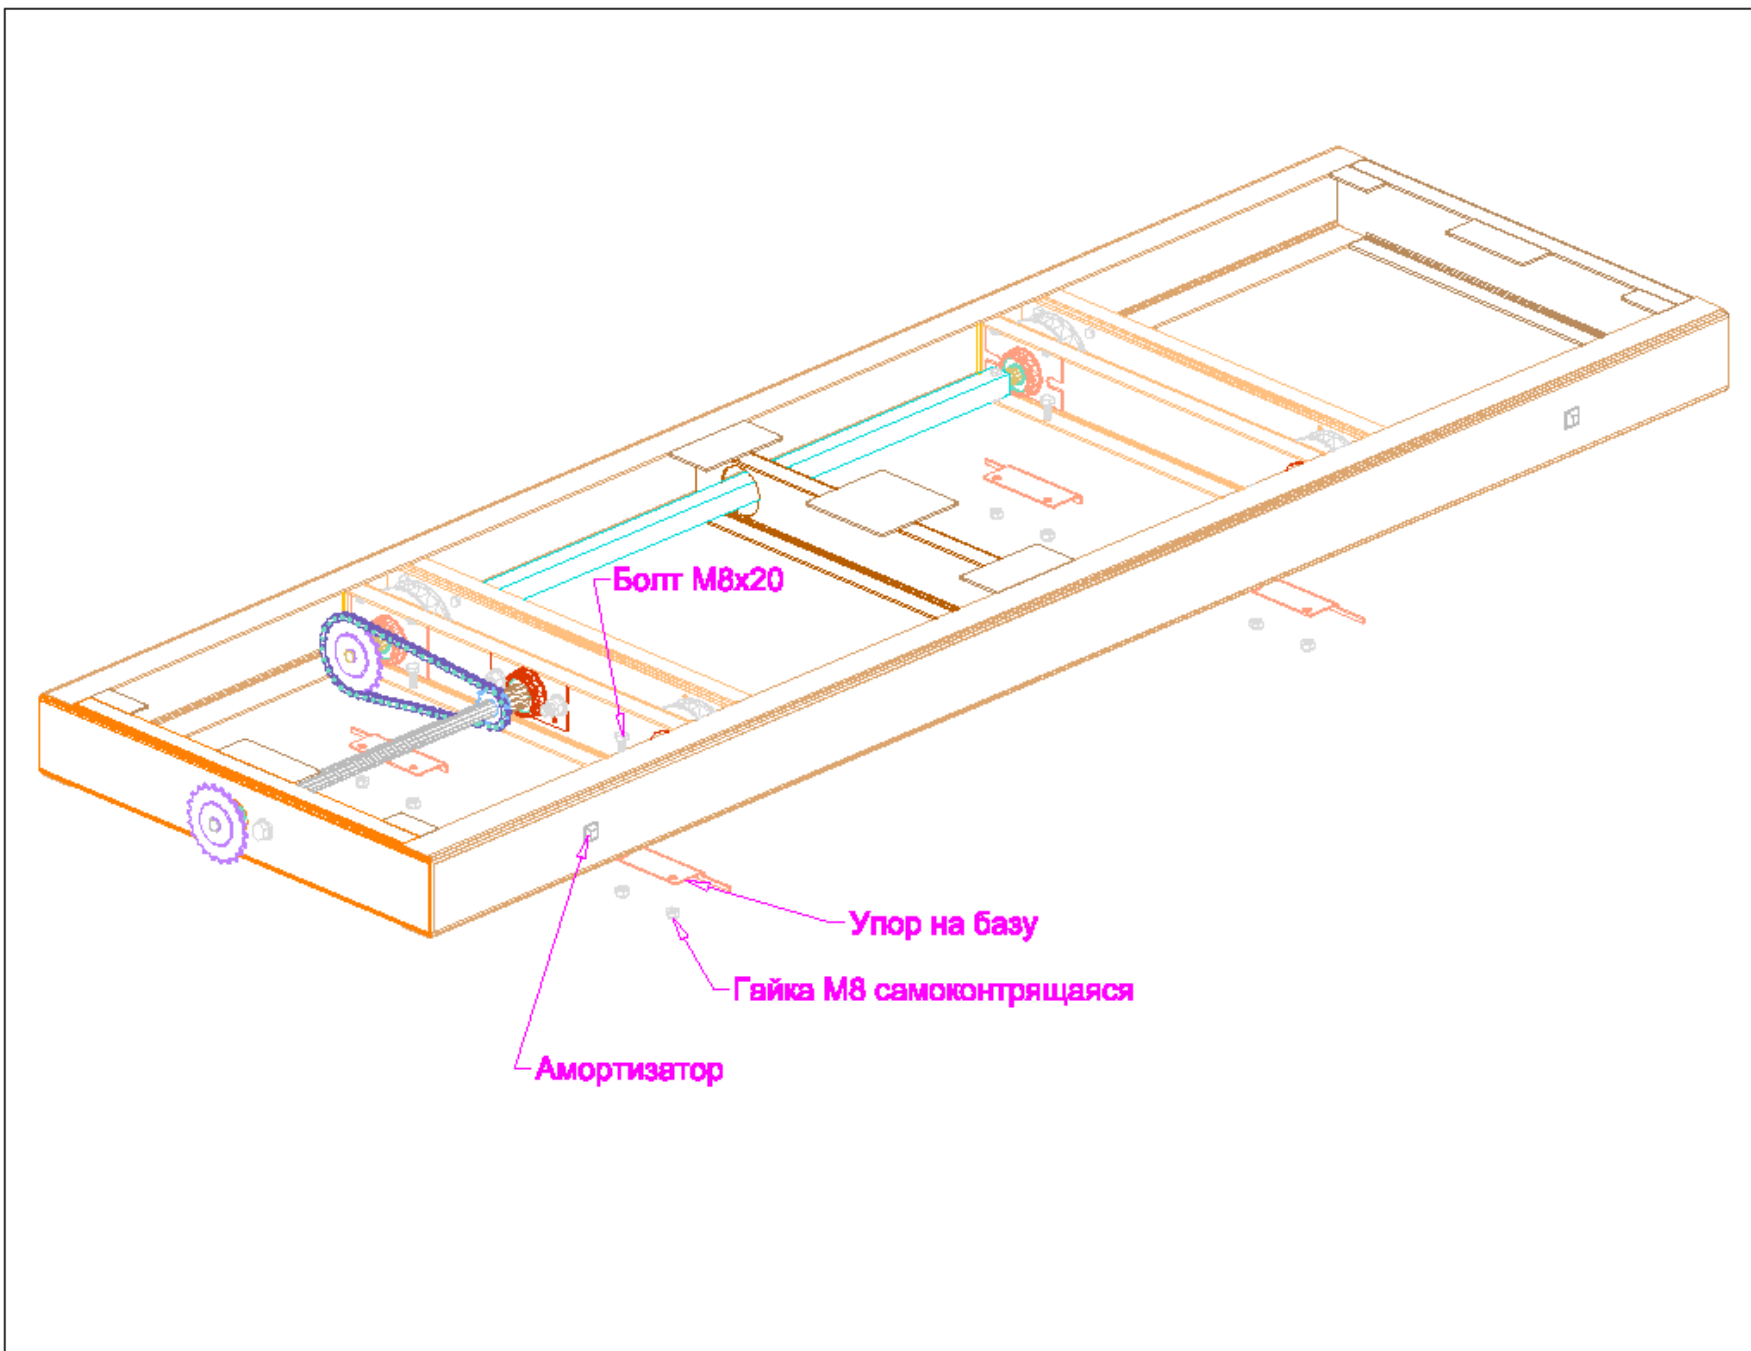 Болт М8х20
Упор на базу
Гайка М8 самоконтрящаяся
Амортизатор